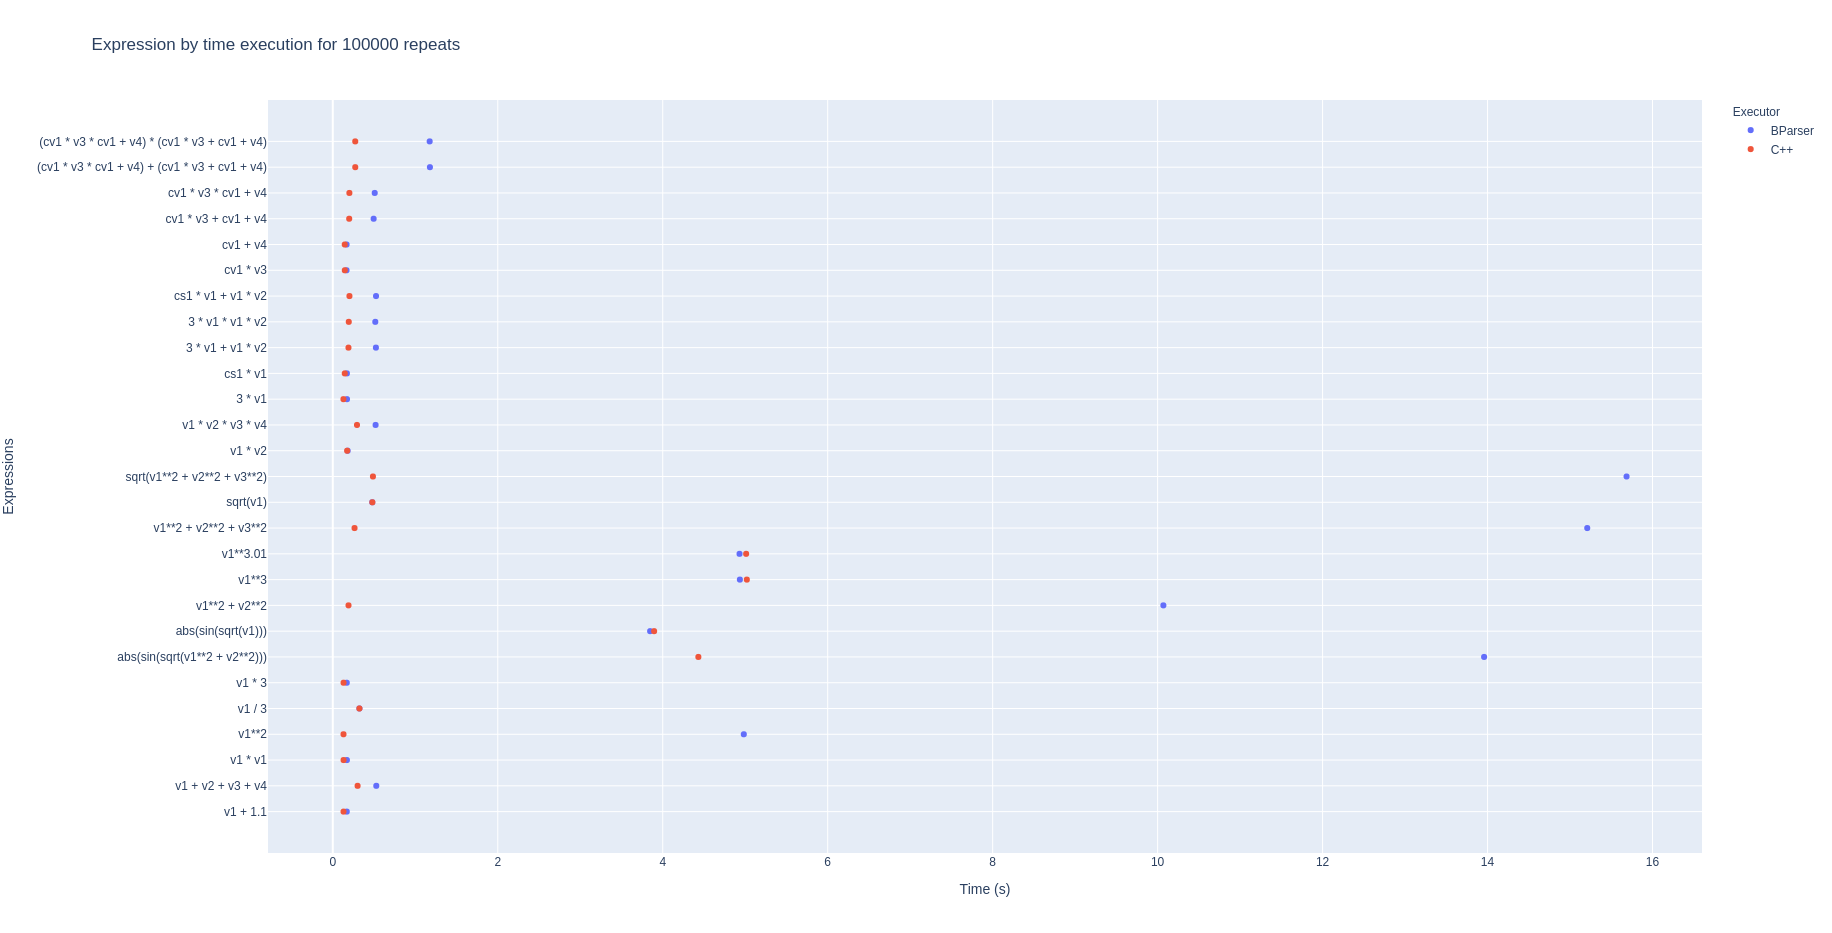 Expression by time execution for 100000 repeats
Executor
BParser
C++
(cv1 * v3 * cv1 + v4) * (cv1 * v3 + cv1 + v4)
(cv1 * v3 * cv1 + v4) + (cv1 * v3 + cv1 + v4)
cv1 * v3 * cv1 + v4
cv1 * v3 + cv1 + v4
cv1 + v4
cv1 * v3
cs1 * v1 + v1 * v2
3 * v1 * v1 * v2
3 * v1 + v1 * v2
cs1 * v1
3 * v1
v1 * v2 * v3 * v4
v1 * v2
sqrt(v1**2 + v2**2 + v3**2)
sqrt(v1)
v1**2 + v2**2 + v3**2
v1**3.01
v1**3
v1**2 + v2**2
abs(sin(sqrt(v1)))
abs(sin(sqrt(v1**2 + v2**2)))
v1 * 3
v1 / 3
v1**2
v1 * v1
v1 + v2 + v3 + v4
v1 + 1.1
Expressions
0 2 4 6 8 10 12 14 16
Time (s)